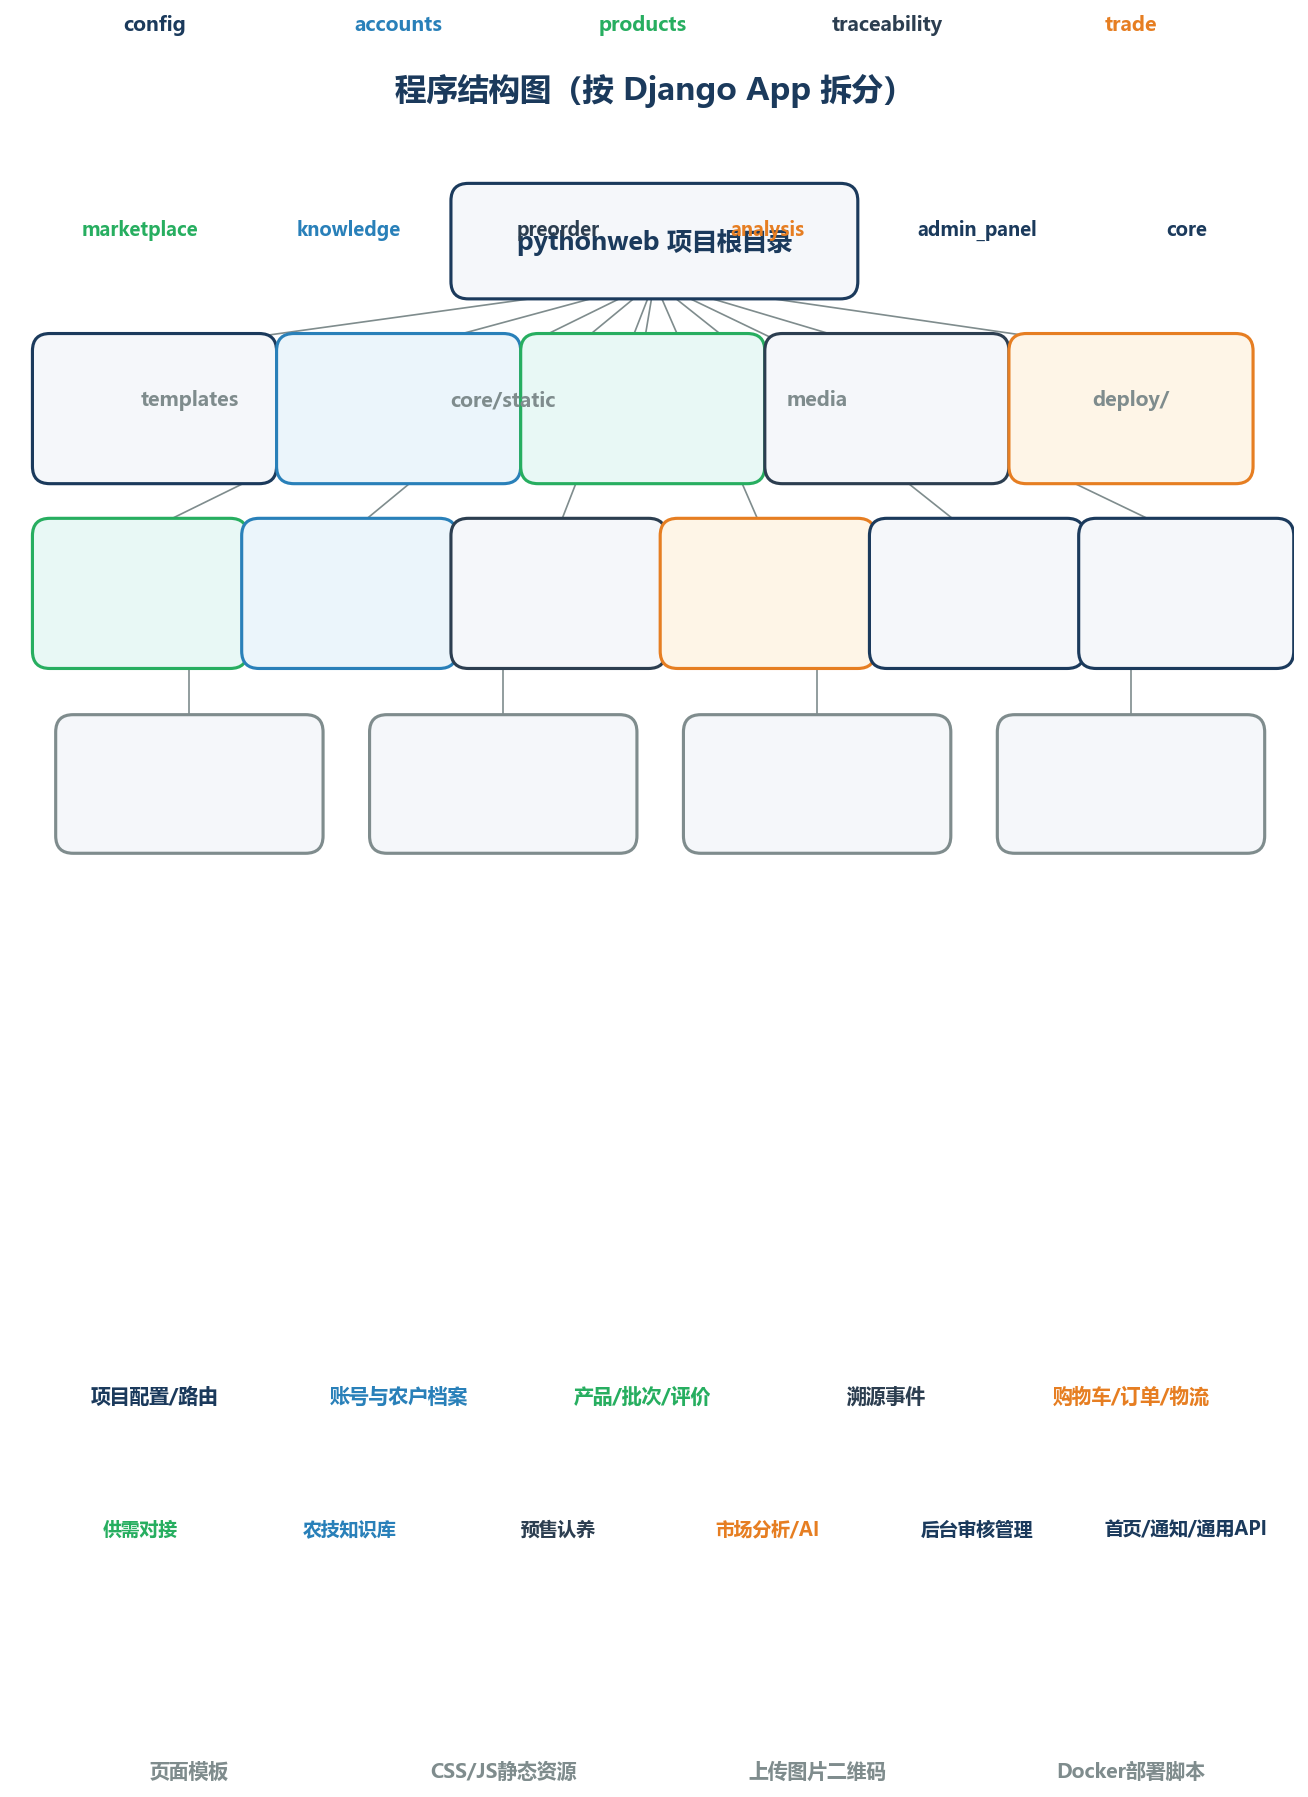 config
accounts
products
traceability
trade
程序结构图（按 Django App 拆分）
marketplace
knowledge
preorder
analysis
admin_panel
core
pythonweb 项目根目录
templates
core/static
media
deploy/
项目配置/路由
账号与农户档案
产品/批次/评价
溯源事件
购物车/订单/物流
供需对接
农技知识库
预售认养
市场分析/AI
后台审核管理
首页/通知/通用API
页面模板
CSS/JS静态资源
上传图片二维码
Docker部署脚本